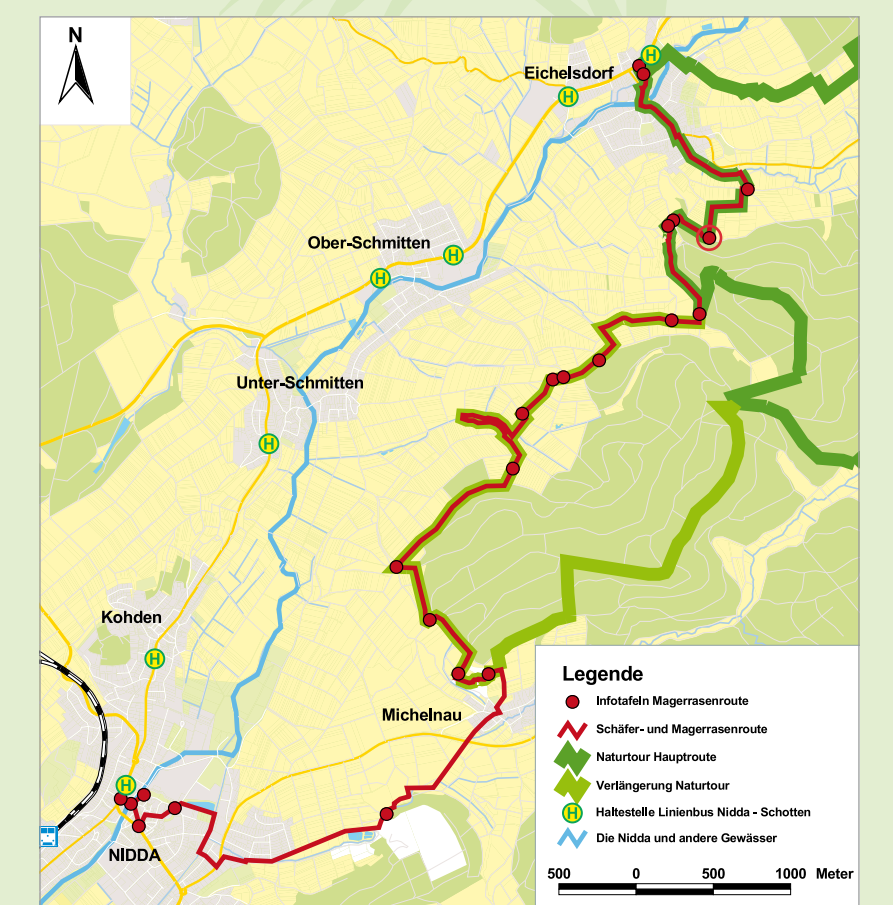 N
Eichelsdorf
H
H
Ober-Schmitten
H
H
Unter-Schmitten
H
Kohden
H
Michelnau
H
NIDDA
Legende
Infotafeln Magerrasenroute
Schäfer- und Magerrasenroute
Naturtour Hauptroute
Verlängerung Naturtour
H Haltestelle Linienbus Nidda - Schotten
Die Nidda und andere Gewässer
500 0 500 1000 Meter